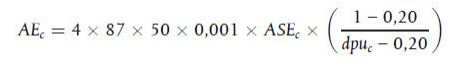 AE_c = 4 × 87 × 50 × 0,001 × ASE_c × ( (1 − 0,20) / (dpu_c − 0,20) )